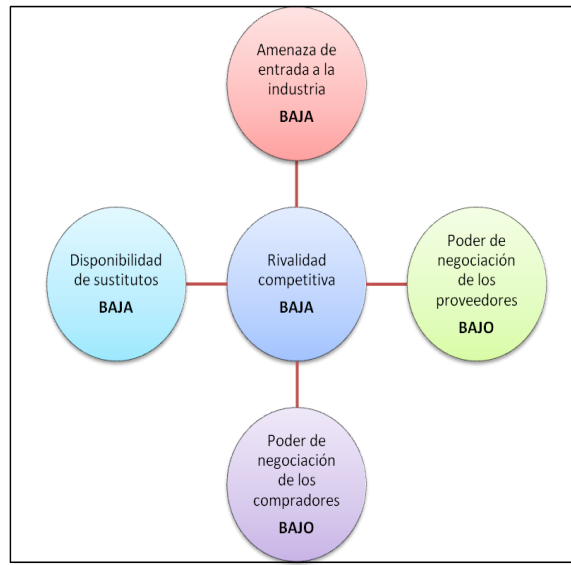 Amenaza de
entrada a la
industria
BAJA
Disponibilidad
de sustitutos
BAJA
Rivalidad
competitiva
BAJA
Poder de
negociación
de los
proveedores
BAJO
Poder de
negociación
de los
compradores
BAJO